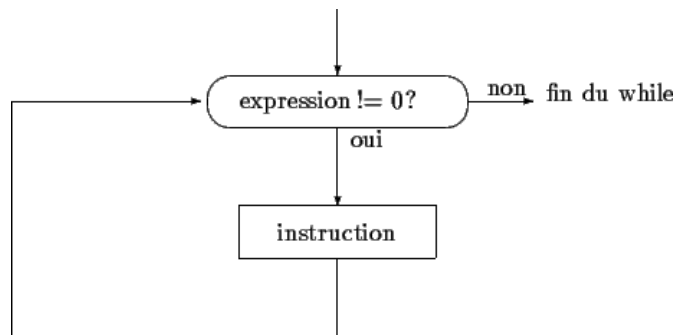 expression != 0?
non
fin du while
oui
instruction